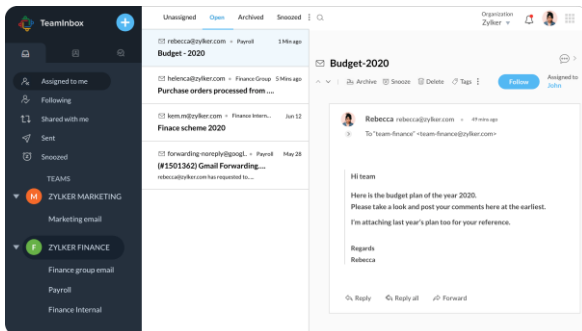 TeamInbox
Assigned to me
Following
Shared with me
Sent
Snoozed
TEAMS
M ZYLKER MARKETING
Marketing email
F ZYLKER FINANCE
Finance group email
Payroll
Finance Internal
Unassigned Open Archived Snoozed
rebecca@zylker.com Payroll 1 Min ago
Budget - 2020
helenca@zylker.com Finance Group 5 Mins ago
Purchase orders processed from ....
kern.m@zylker.com Finance Intern... Jun 12
Finace scheme 2020
forwarding-noreply@googl.. Payroll May 28
(#1501362) Gmail Forwarding....
rebecca@zylker.com has requested to....
Organization
Zylker
Budget-2020
Archive Snooze Delete Tags Follow
Assigned to
John
Rebecca rebecca@zylker.com 49 mins ago
To "team-finance" <team-finance@zylker.com>
Hi team
Here is the budget plan of the year 2020.
Please take a look and post your comments here at the earliest.
I'm attaching last year's plan too for your reference.
Regards
Rebecca
Reply Reply all Forward